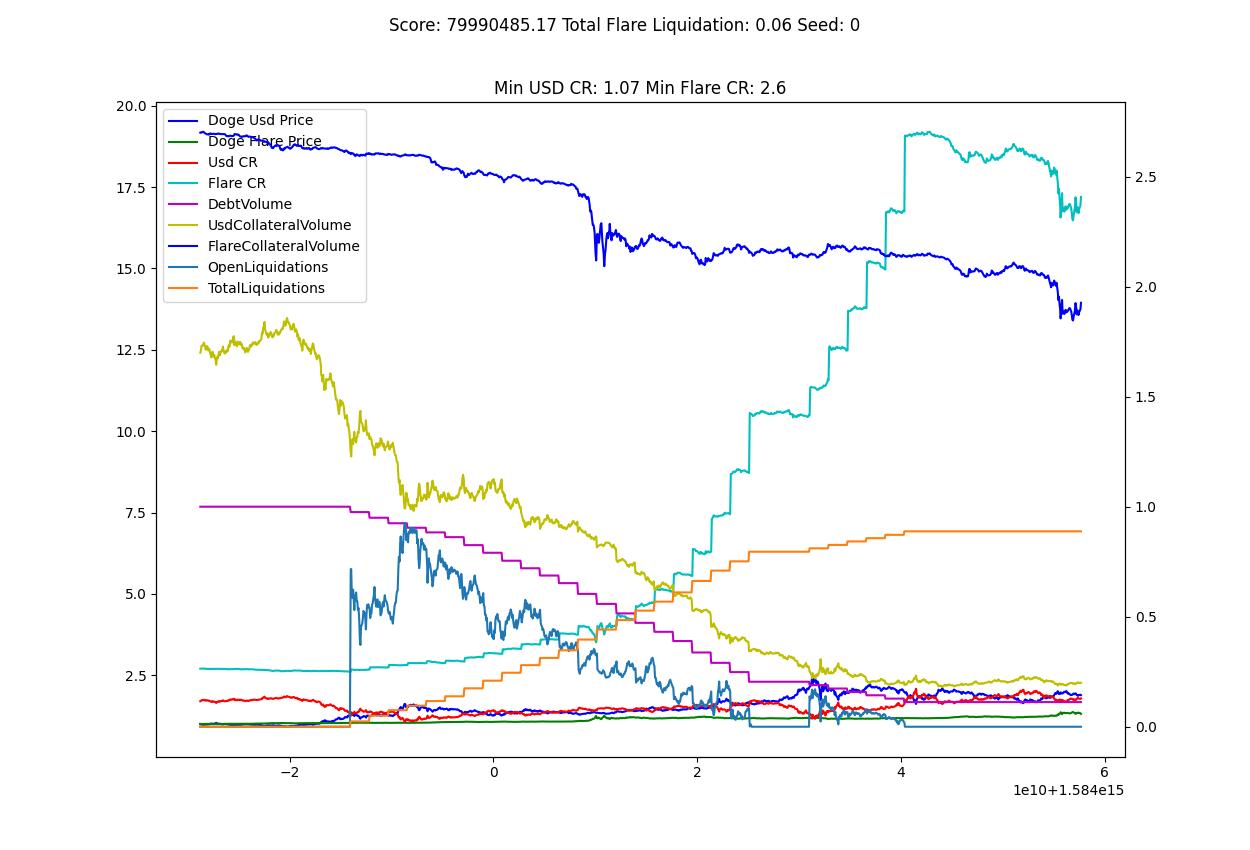 Score: 79990485.17 Total Flare Liquidation: 0.06 Seed: 0
Min USD CR: 1.07 Min Flare CR: 2.6
Doge Usd Price
Doge Flare Price
Usd CR
Flare CR
DebtVolume
UsdCollateralVolume
FlareCollateralVolume
OpenLiquidations
TotalLiquidations
20.0
17.5
15.0
12.5
10.0
7.5
5.0
2.5
2.5
2.0
1.5
1.0
0.5
0.0
−2 0 2 4 6
1e10+1.584e15